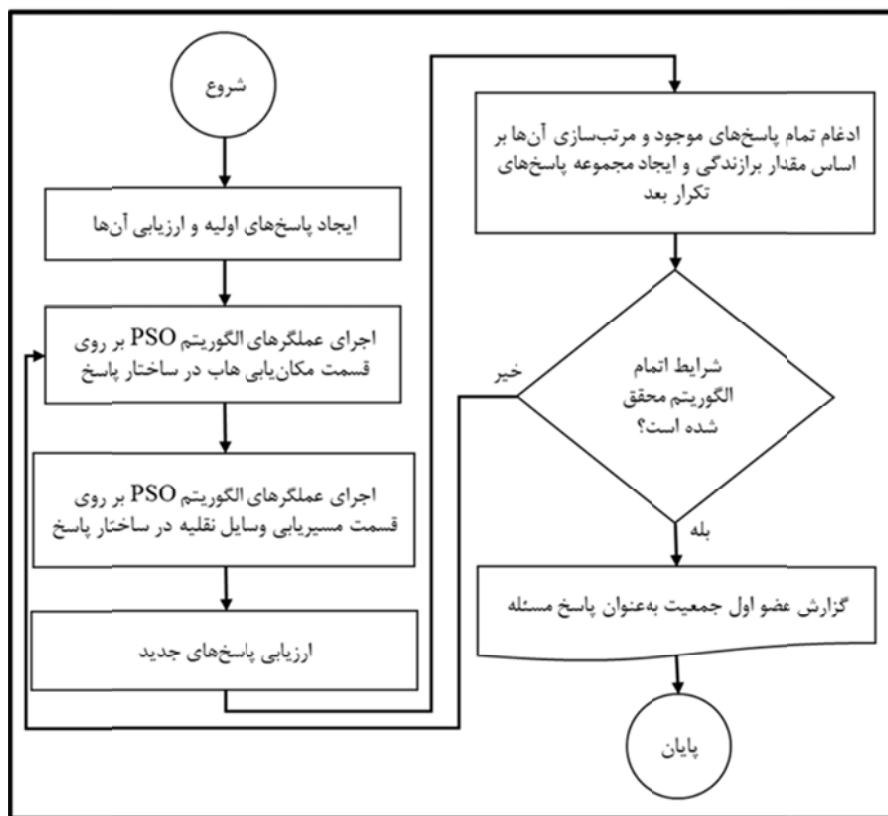 شروع
ایجاد پاسخ‌های اولیه و ارزیابی آن‌ها
اجرای عملگرهای الگوریتم PSO بر روی
قسمت مکان‌یابی هاب در ساختار پاسخ
اجرای عملگرهای الگوریتم PSO بر روی
قسمت مسیریابی وسایل نقلیه در ساختار پاسخ
ارزیابی پاسخ‌های جدید
ادغام تمام پاسخ‌های موجود و مرتب‌سازی آن‌ها بر
اساس مقدار برازندگی و ایجاد مجموعه پاسخ‌های
تکرار بعد
شرایط اتمام
الگوریتم محقق
شده است؟
خیر
بله
گزارش عضو اول جمعیت به‌عنوان پاسخ مسئله
پایان